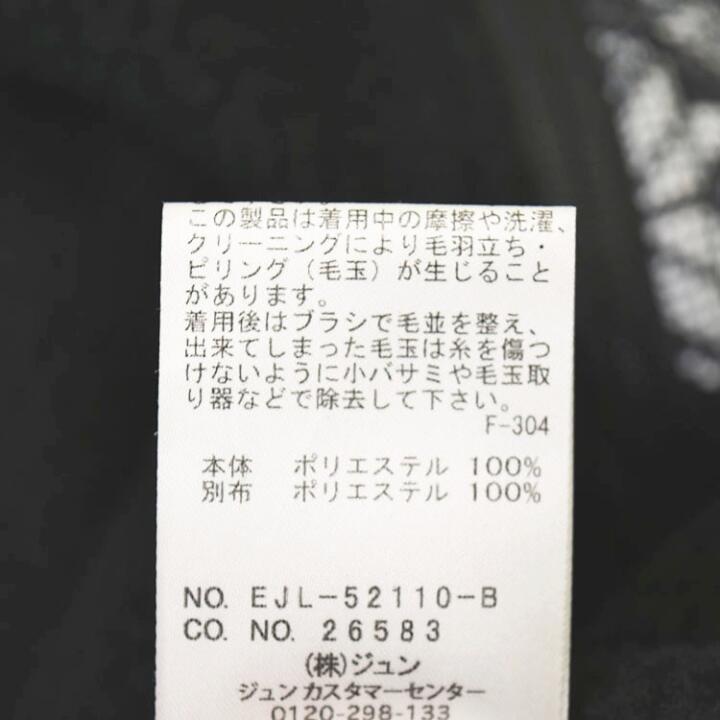 この製品は着用中の摩擦や洗濯、
クリーニングにより毛羽立ち・
ピリング(毛玉)が生じること
があります。
着用後はブラシで毛並を整え、
出来てしまった毛玉は糸を傷つ
けないように小バサミや毛玉取
り器などで除去して下さい。
F-304
本体 ポリエステル 100%
別布 ポリエステル 100%
NO. EJL-52110-B
CO. NO. 26583
(株)ジュン
ジュン カスタマーセンター
0120-298-133